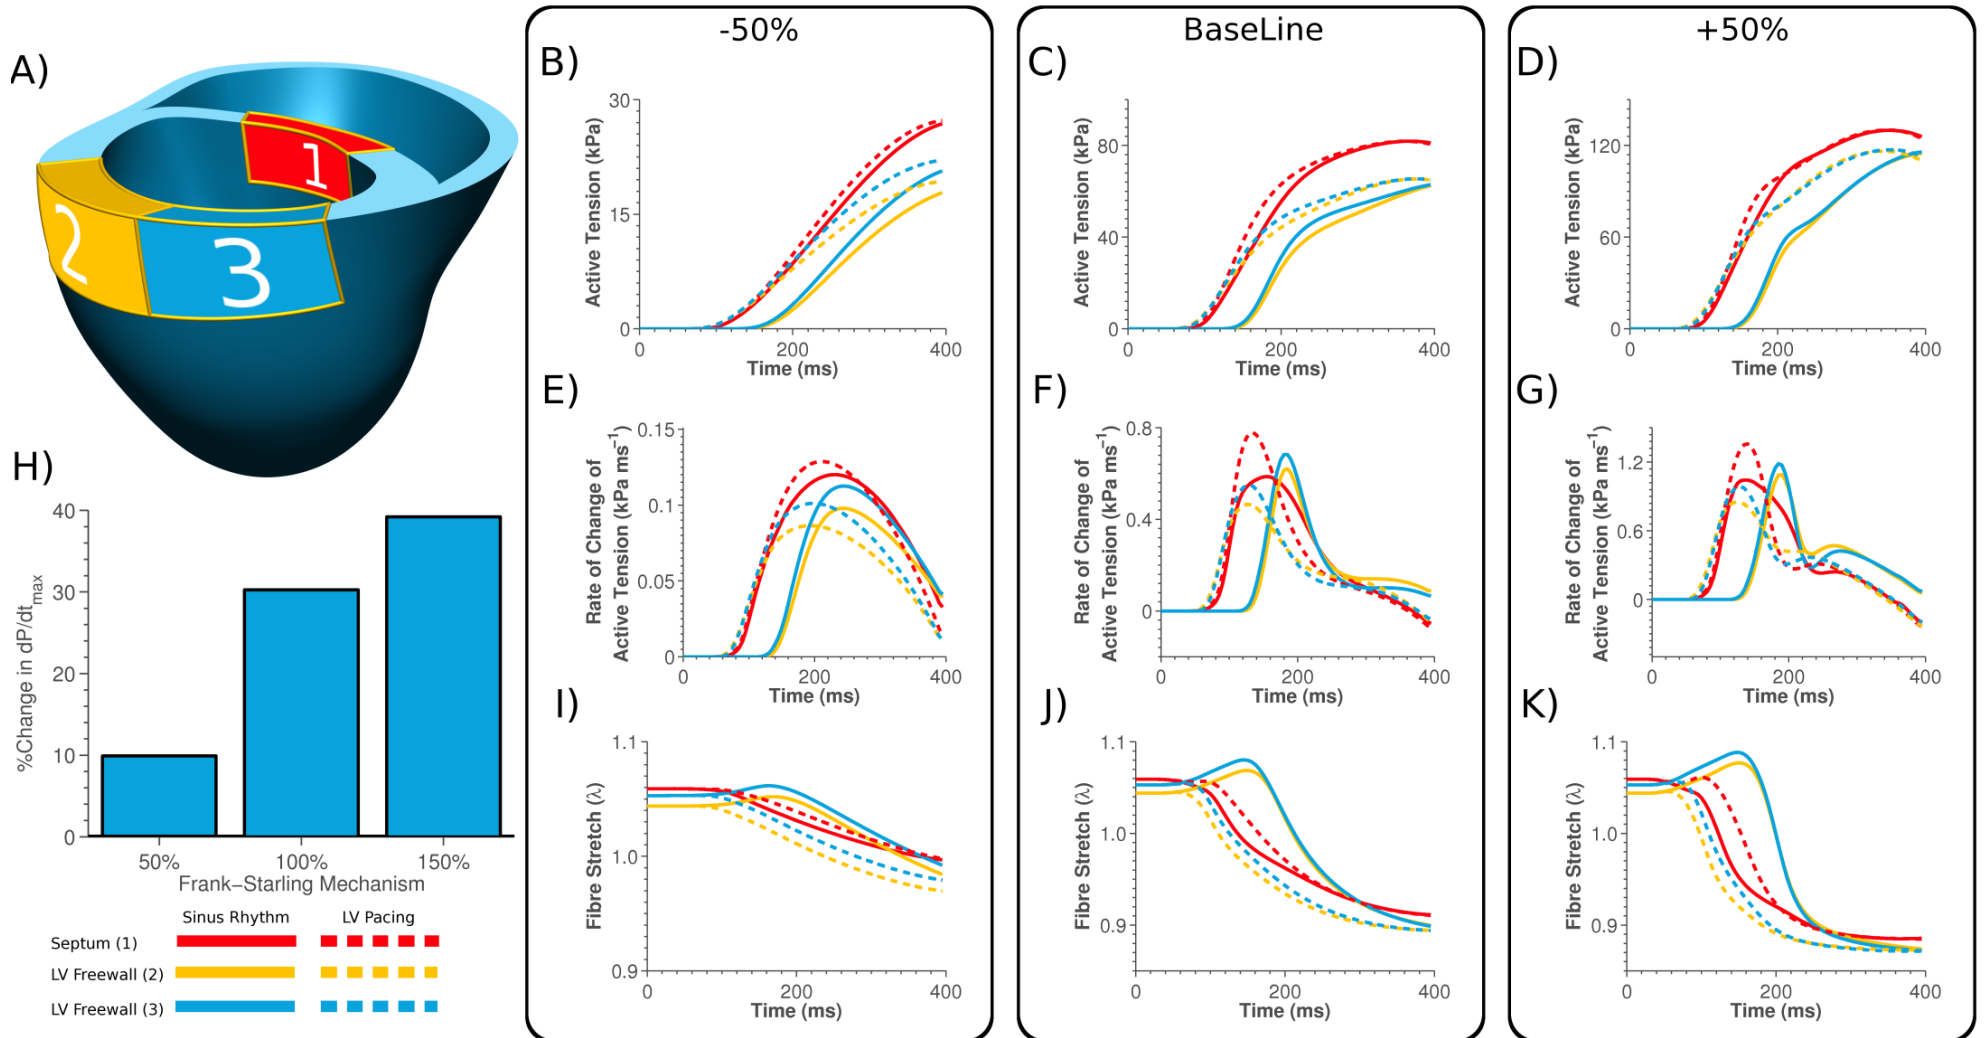 -50%
BaseLine
+50%
A)
1
2
3
B)
30
15
0
Active Tension (kPa)
0 200 400
Time (ms)
C)
80
40
0
Active Tension (kPa)
0 200 400
Time (ms)
D)
120
60
0
Active Tension (kPa)
0 200 400
Time (ms)
E)
0.15
0.1
0.05
0
Rate of Change of
Active Tension (kPa ms⁻¹)
0 200 400
Time (ms)
F)
0.8
0.4
0
Rate of Change of
Active Tension (kPa ms⁻¹)
0 200 400
Time (ms)
G)
1.2
0.6
0
Rate of Change of
Active Tension (kPa ms⁻¹)
0 200 400
Time (ms)
H)
40
30
20
10
0
%Change in dP/dt_max
50% 100% 150%
Frank−Starling Mechanism
Sinus Rhythm LV Pacing
Septum (1)
LV Freewall (2)
LV Freewall (3)
I)
1.1
1.0
0.9
Fibre Stretch (λ)
0 200 400
Time (ms)
J)
1.1
1.0
0.9
Fibre Stretch (λ)
0 200 400
Time (ms)
K)
1.1
1.0
0.9
Fibre Stretch (λ)
0 200 400
Time (ms)